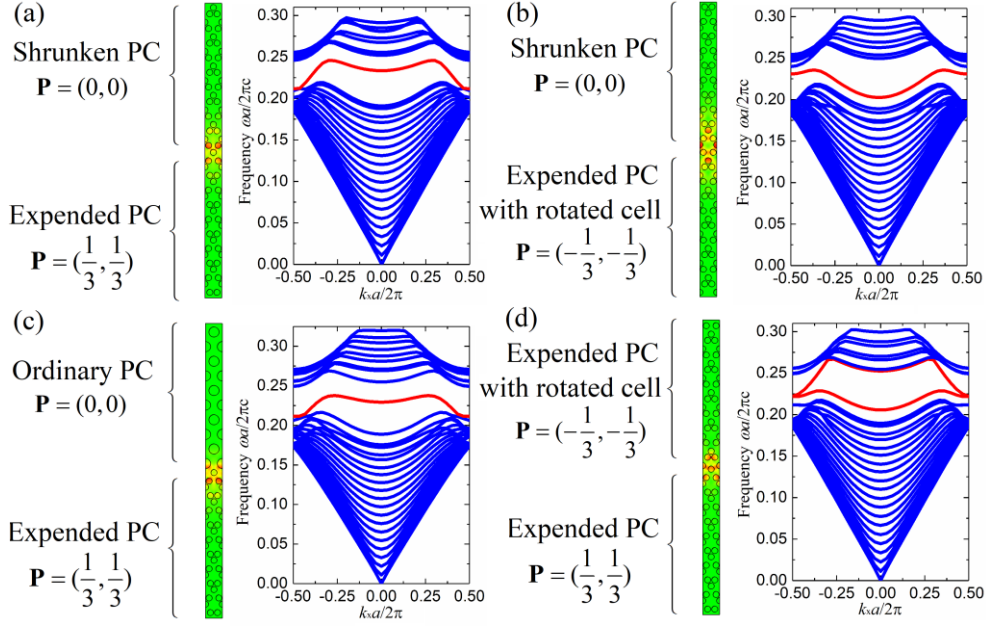 (a)
Shrunken PC
P = (0,0)
Expended PC
P = (1/3, 1/3)
Frequency ωa/2πc
0.30
0.25
0.20
0.15
0.10
0.05
0.00
-0.50 -0.25 0.00 0.25 0.50
kxa/2π
(b)
Shrunken PC
P = (0,0)
Expended PC
with rotated cell
P = (−1/3, −1/3)
Frequency ωa/2πc
0.30
0.25
0.20
0.15
0.10
0.05
0.00
-0.50 -0.25 0.00 0.25 0.50
kxa/2π
(c)
Ordinary PC
P = (0,0)
Expended PC
P = (1/3, 1/3)
Frequency ωa/2πc
0.30
0.25
0.20
0.15
0.10
0.05
0.00
-0.50 -0.25 0.00 0.25 0.50
kxa/2π
(d)
Expended PC
with rotated cell
P = (−1/3, −1/3)
Expended PC
P = (1/3, 1/3)
Frequency ωa/2πc
0.30
0.25
0.20
0.15
0.10
0.05
0.00
-0.50 -0.25 0.00 0.25 0.50
kxa/2π